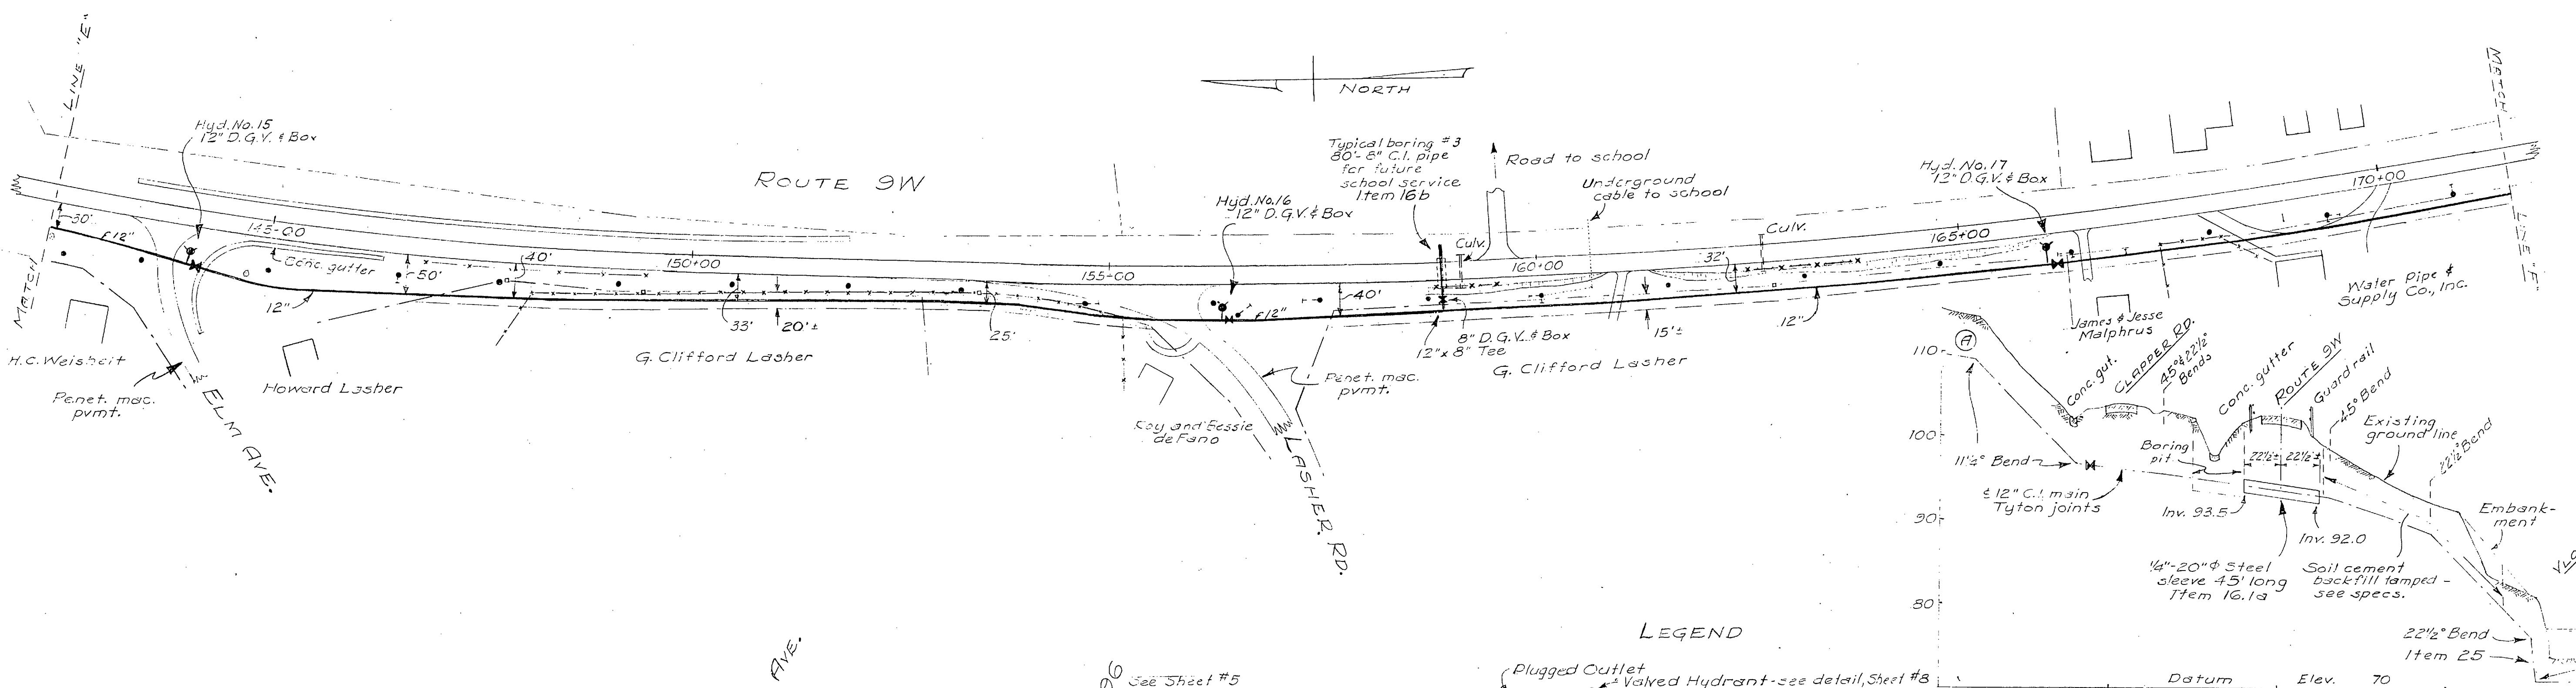 MATCH
LINE "E"
Hyd. No. 15
12" D.G.V. & Box
ROUTE 9W
NORTH
Typical boring #3
80'-8" C.I. pipe
for future
school service
Item 16b
Road to school
Underground
cable to school
Hyd. No. 16
12" D.G.V. & Box
Hyd. No. 17
12" D.G.V. & Box
MATCH
LINE "F"
30'
F12"
145+00
Conc. gutter
50'
40'
150+00
155+00
F12"
40'
Culv.
160+00
Culv.
32'
165+00
170+00
12"
33'
20'±
25'
8" D.G.V. & Box
12"x 8" Tee
15'±
12"
Water Pipe &
Supply Co., Inc.
James & Jesse
Malphrus
H.C. Weisheit
Penet. mac.
pvmt.
ELM AVE.
Howard Lasher
G. Clifford Lasher
Roy and Bessie
de Fano
Penet. mac.
pvmt.
LASHER RD.
G. Clifford Lasher
A
110
100
90
80
Conc. gut.
CLAPPER RD.
45° & 22½°
Bends
Conc. gutter
ROUTE 9W
Guard rail
45° Bend
Existing
ground line
22½° Bend
Boring
pit
22½'±
22½'±
11¼° Bend
℄ 12" C.I. main
Tyton joints
Inv. 93.5
Inv. 92.0
Embank-
ment
¼"-20"ϕ Steel
sleeve 45' long
Item 16.1a
Soil cement
backfill tamped -
see specs.
22½° Bend
Item 25
AVE.
See Sheet #5
LEGEND
Plugged Outlet
Valved Hydrant-see detail, Sheet #8
Datum
Elev. 70